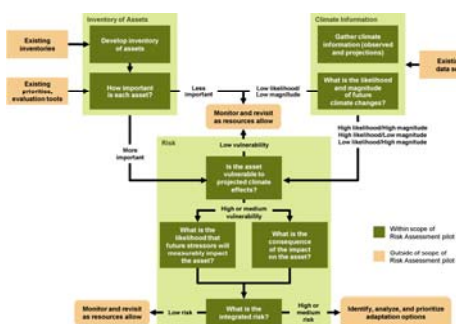 Inventory of Assets
Climate Information
Existing
inventories
Develop inventory
of assets
Gather climate
information (observed
and projections)
Existing
data
Existing
priorities,
evaluation tools
How important
is each asset?
Less
important
Low likelihood/
Low magnitude
What is the likelihood
and magnitude
of future
climate changes?
Monitor and revisit
as resources allow
More
important
High likelihood/High magnitude
High likelihood/Low magnitude
Low likelihood/High magnitude
Risk
Low vulnerability
Is the asset
vulnerable to
projected climate
effects?
High or medium
vulnerability
What is the
likelihood that
future stressors will
measurably impact
the asset?
What is the
consequence
of the impact
on the asset?
Within scope of
Risk Assessment pilot
Outside of scope of
Risk Assessment pilot
Monitor and revisit
as resources allow
Low risk
What is the
integrated risk?
High or
medium risk
Identify, analyze, and prioritize
adaptation options